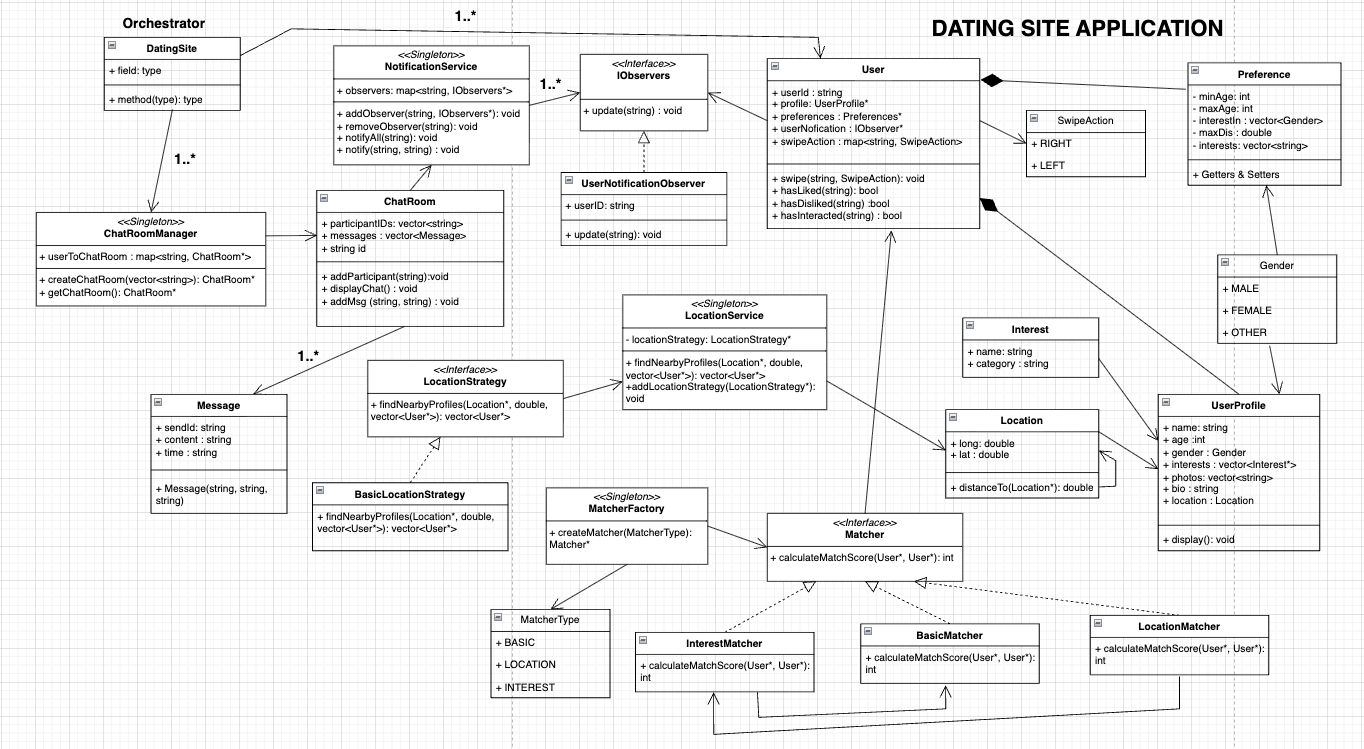 Orchestrator
1..*
DATING SITE APPLICATION
DatingSite
+ field: type
+ method(type): type
<<Singleton>>
NotificationService
+ observers: map<string, IObservers*>
+ addObserver(string, IObservers*): void
+ removeObserver(string): void
+ notifyAll(string): void
+ notify(string, string) : void
1..*
<<Interface>>
IObservers
+ update(string) : void
User
+ userId : string
+ profile: UserProfile*
+ preferences : Preferences*
+ userNofication : IObserver*
+ swipeAction : map<string, SwipeAction>
+ swipe(string, SwipeAction): void
+ hasLiked(string): bool
+ hasDisliked(string) :bool
+ hasInteracted(string) : bool
SwipeAction
+ RIGHT
+ LEFT
Preference
- minAge: int
- maxAge: int
- interestIn : vector<Gender>
- maxDis : double
- interests: vector<string>
+ Getters & Setters
1..*
UserNotificationObserver
+ userID: string
+ update(string): void
<<Singleton>>
ChatRoomManager
+ userToChatRoom : map<string, ChatRoom*>
+ createChatRoom(vector<string>): ChatRoom*
+ getChatRoom(): ChatRoom*
ChatRoom
+ participantIDs: vector<string>
+ messages : vector<Message>
+ string id
+ addParticipant(string):void
+ displayChat() : void
+ addMsg (string, string) : void
Gender
+ MALE
+ FEMALE
+ OTHER
<<Singleton>>
LocationService
- locationStrategy: LocationStrategy*
+ findNearbyProfiles(Location*, double,
vector<User*>): vector<User*>
+addLocationStrategy(LocationStrategy*):
void
Interest
+ name: string
+ category : string
1..*
<<Interface>>
LocationStrategy
+ findNearbyProfiles(Location*, double,
vector<User*>): vector<User*>
Message
+ sendId: string
+ content : string
+ time : string
+ Message(string, string,
string)
Location
+ long: double
+ lat : double
+ distanceTo(Location*): double
UserProfile
+ name: string
+ age :int
+ gender : Gender
+ interests : vector<Interest*>
+ photos: vector<string>
+ bio : string
+ location : Location
+ display(): void
BasicLocationStrategy
+ findNearbyProfiles(Location*, double,
vector<User*>): vector<User*>
<<Singleton>>
MatcherFactory
+ createMatcher(MatcherType):
Matcher*
<<Interface>>
Matcher
+ calculateMatchScore(User*, User*): int
MatcherType
+ BASIC
+ LOCATION
+ INTEREST
InterestMatcher
+ calculateMatchScore(User*, User*):
int
BasicMatcher
+ calculateMatchScore(User*, User*):
int
LocationMatcher
+ calculateMatchScore(User*, User*):
int